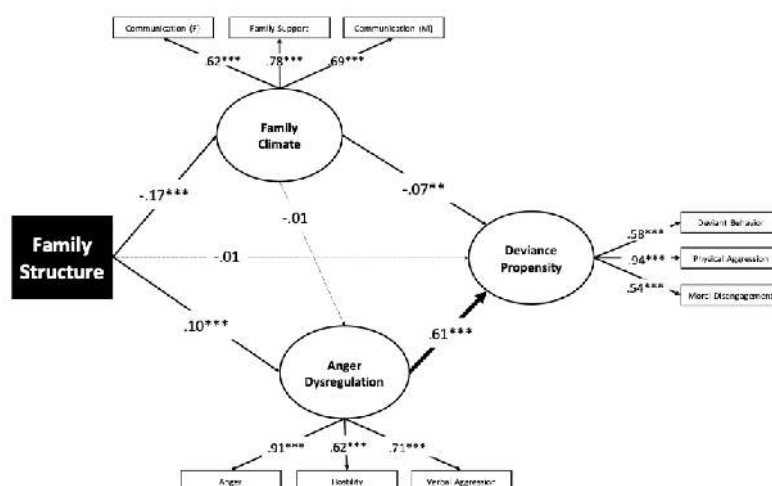 Communication (F) Family Support Communication (M)
.62*** .78*** .69***
Family
Climate
-.17*** -.07**
-.01
Family
Structure
-.01
Deviance
Propensity
.58*** Deviant Behavior
.94*** Physical Aggression
.54*** Moral Disengagement
.10*** .61***
Anger
Dysregulation
.91*** .62*** .71***
Anger Hostility Verbal Aggression